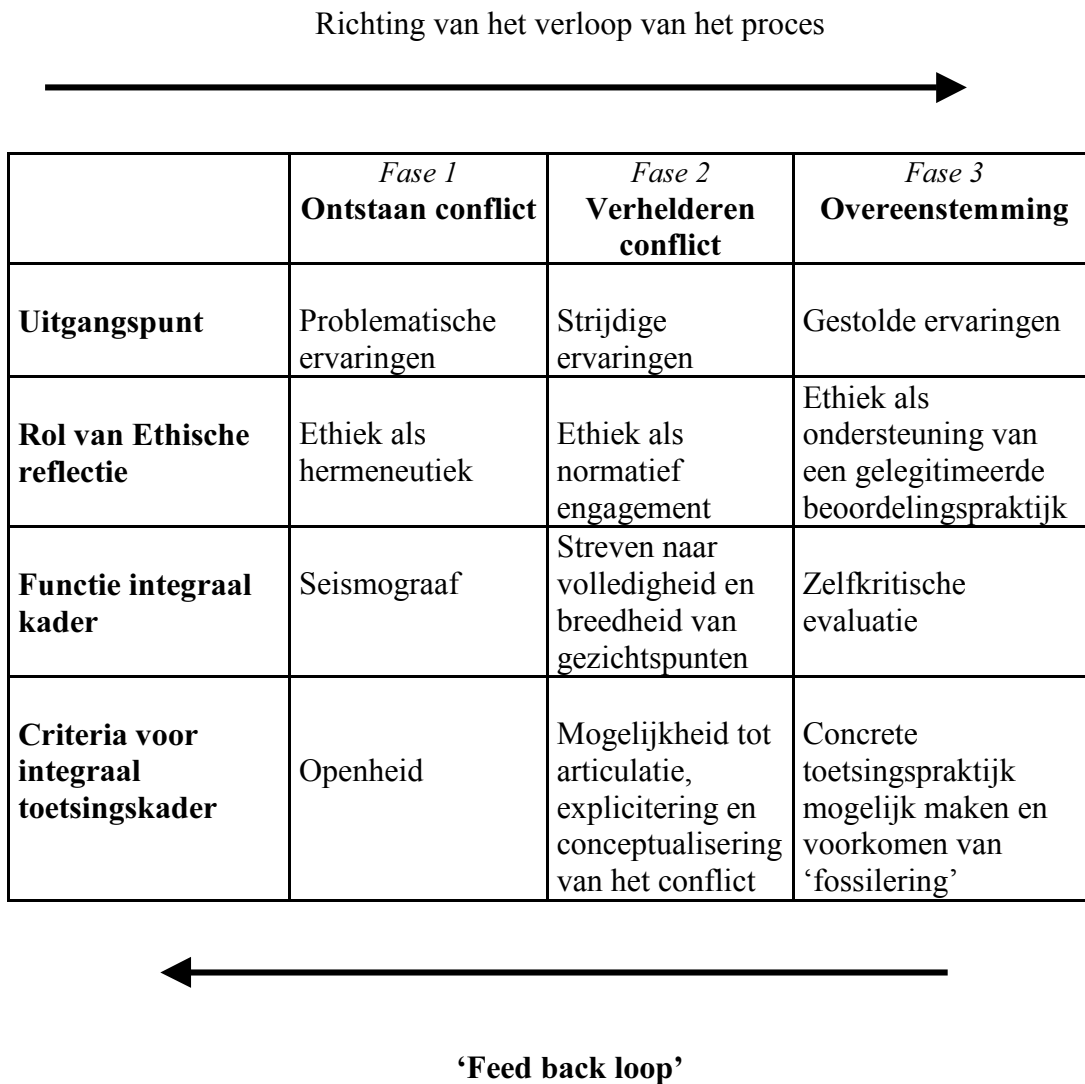 Richting van het verloop van het proces
Fase 1
Ontstaan conflict
Fase 2
Verhelderen
conflict
Fase 3
Overeenstemming
Uitgangspunt
Problematische
ervaringen
Strijdige
ervaringen
Gestolde ervaringen
Rol van Ethische
reflectie
Ethiek als
hermeneutiek
Ethiek als
normatief
engagement
Ethiek als
ondersteuning van
een gelegitimeerde
beoordelingspraktijk
Functie integraal
kader
Seismograaf
Streven naar
volledigheid en
breedheid van
gezichtspunten
Zelfkritische
evaluatie
Criteria voor
integraal
toetsingskader
Openheid
Mogelijkheid tot
articulatie,
explicitering en
conceptualisering
van het conflict
Concrete
toetsingspraktijk
mogelijk maken en
voorkomen van
‘fossilering’
‘Feed back loop’